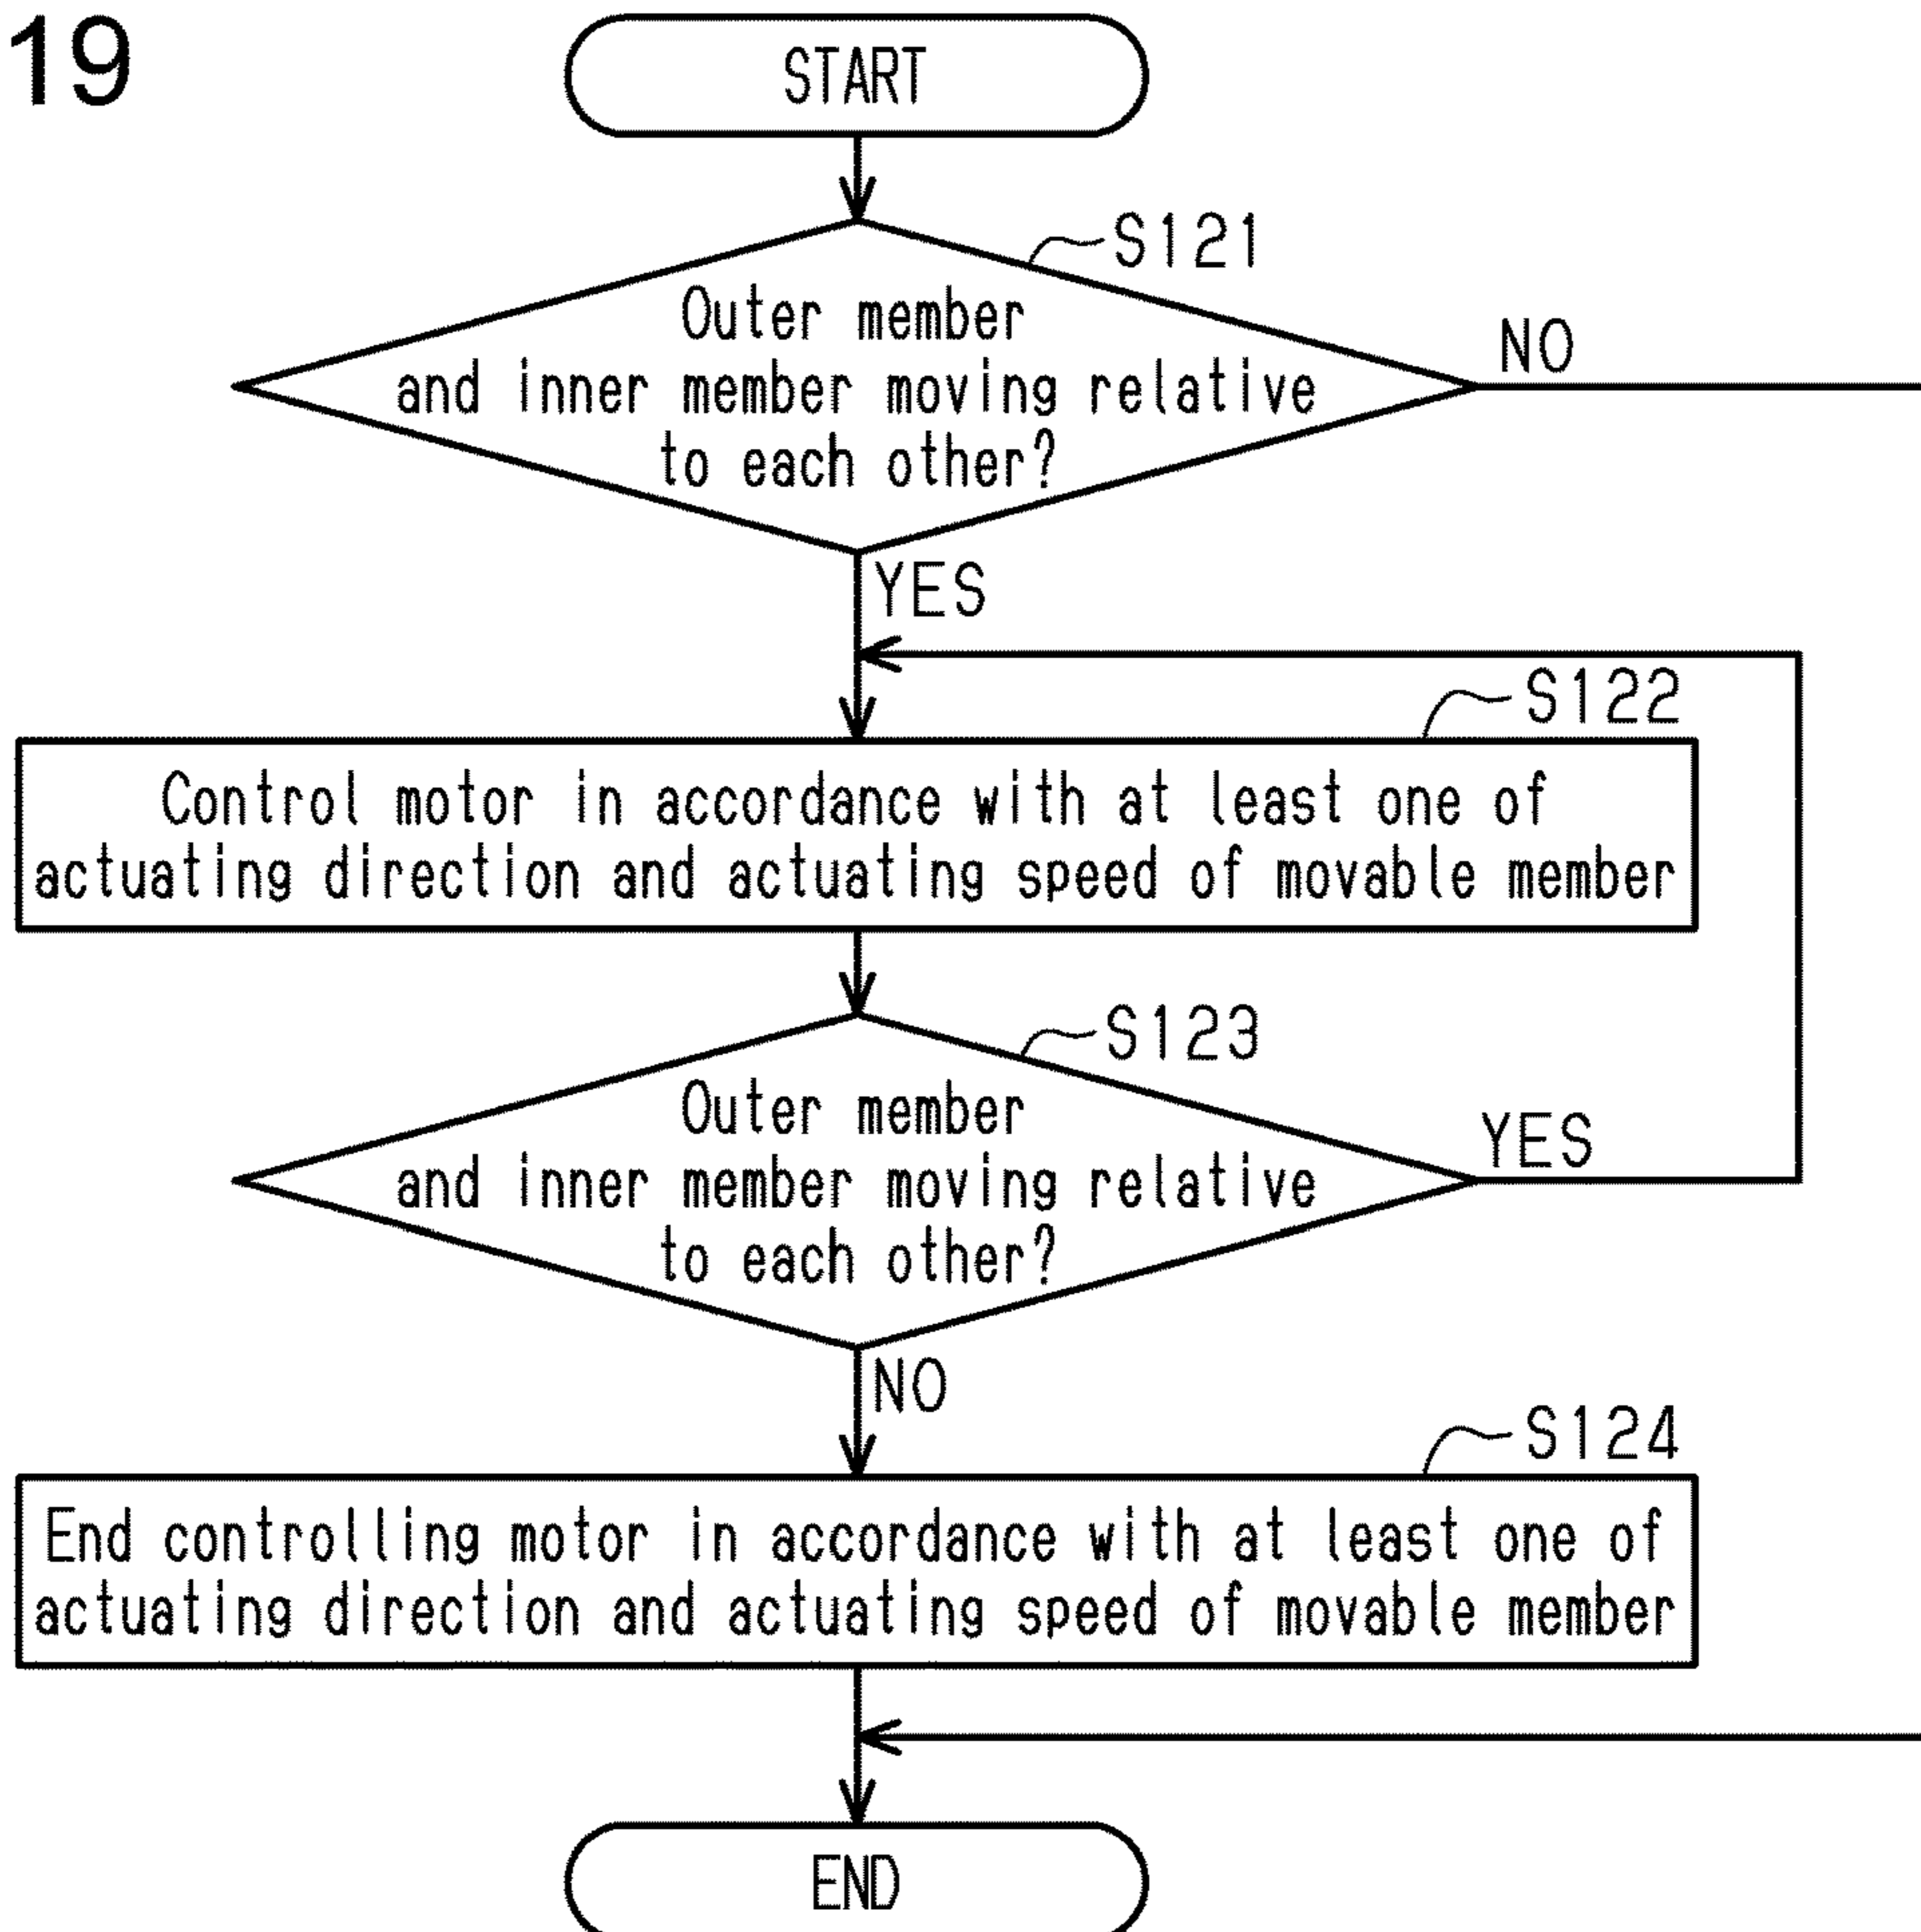 19
START
S121
Outer member
and inner member moving relative
to each other?
NO
YES
S122
Control motor in accordance with at least one of
actuating direction and actuating speed of movable member
S123
Outer member
and inner member moving relative
to each other?
YES
NO
S124
End controlling motor in accordance with at least one of
actuating direction and actuating speed of movable member
END